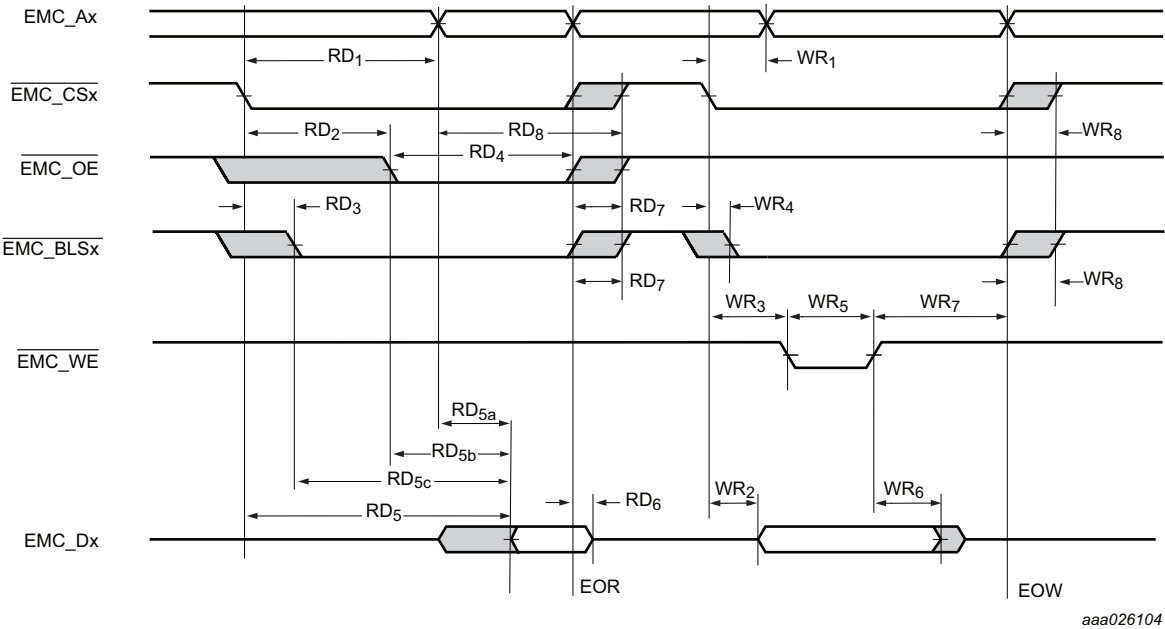 EMC_Ax
RD1
WR1
EMC_CSx
RD2
RD8
WR8
RD4
EMC_OE
RD3
RD7
WR4
EMC_BLSx
RD7
WR8
WR3
WR5
WR7
EMC_WE
RD5a
RD5b
RD5c
WR2
WR6
RD6
RD5
EMC_Dx
EOR
EOW
aaa026104